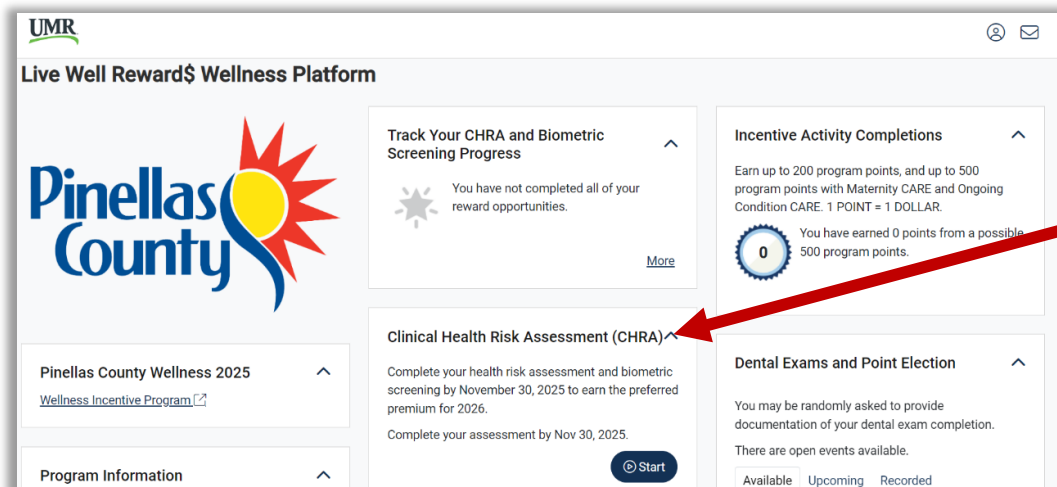 UMR
Live Well Reward$ Wellness Platform
Pinellas
County
Pinellas County Wellness 2025
Wellness Incentive Program
Program Information
Track Your CHRA and Biometric
Screening Progress
You have not completed all of your
reward opportunities.
More
Clinical Health Risk Assessment (CHRA)
Complete your health risk assessment and biometric
screening by November 30, 2025 to earn the preferred
premium for 2026.
Complete your assessment by Nov 30, 2025.
Start
Incentive Activity Completions
Earn up to 200 program points, and up to 500
program points with Maternity CARE and Ongoing
Condition CARE. 1 POINT = 1 DOLLAR.
0
You have earned 0 points from a possible
500 program points.
Dental Exams and Point Election
You may be randomly asked to provide
documentation of your dental exam completion.
There are open events available.
Available Upcoming Recorded